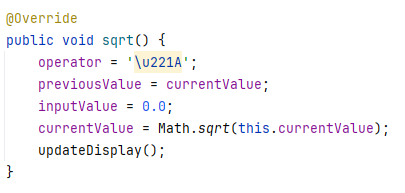 @Override
public void sqrt() {
    operator = '\u221A';
    previousValue = currentValue;
    inputValue = 0.0;
    currentValue = Math.sqrt(this.currentValue);
    updateDisplay();
}